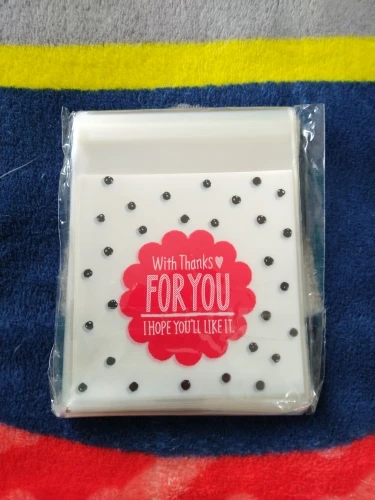 With Thanks
FOR YOU
I HOPE YOU'LL LIKE IT.